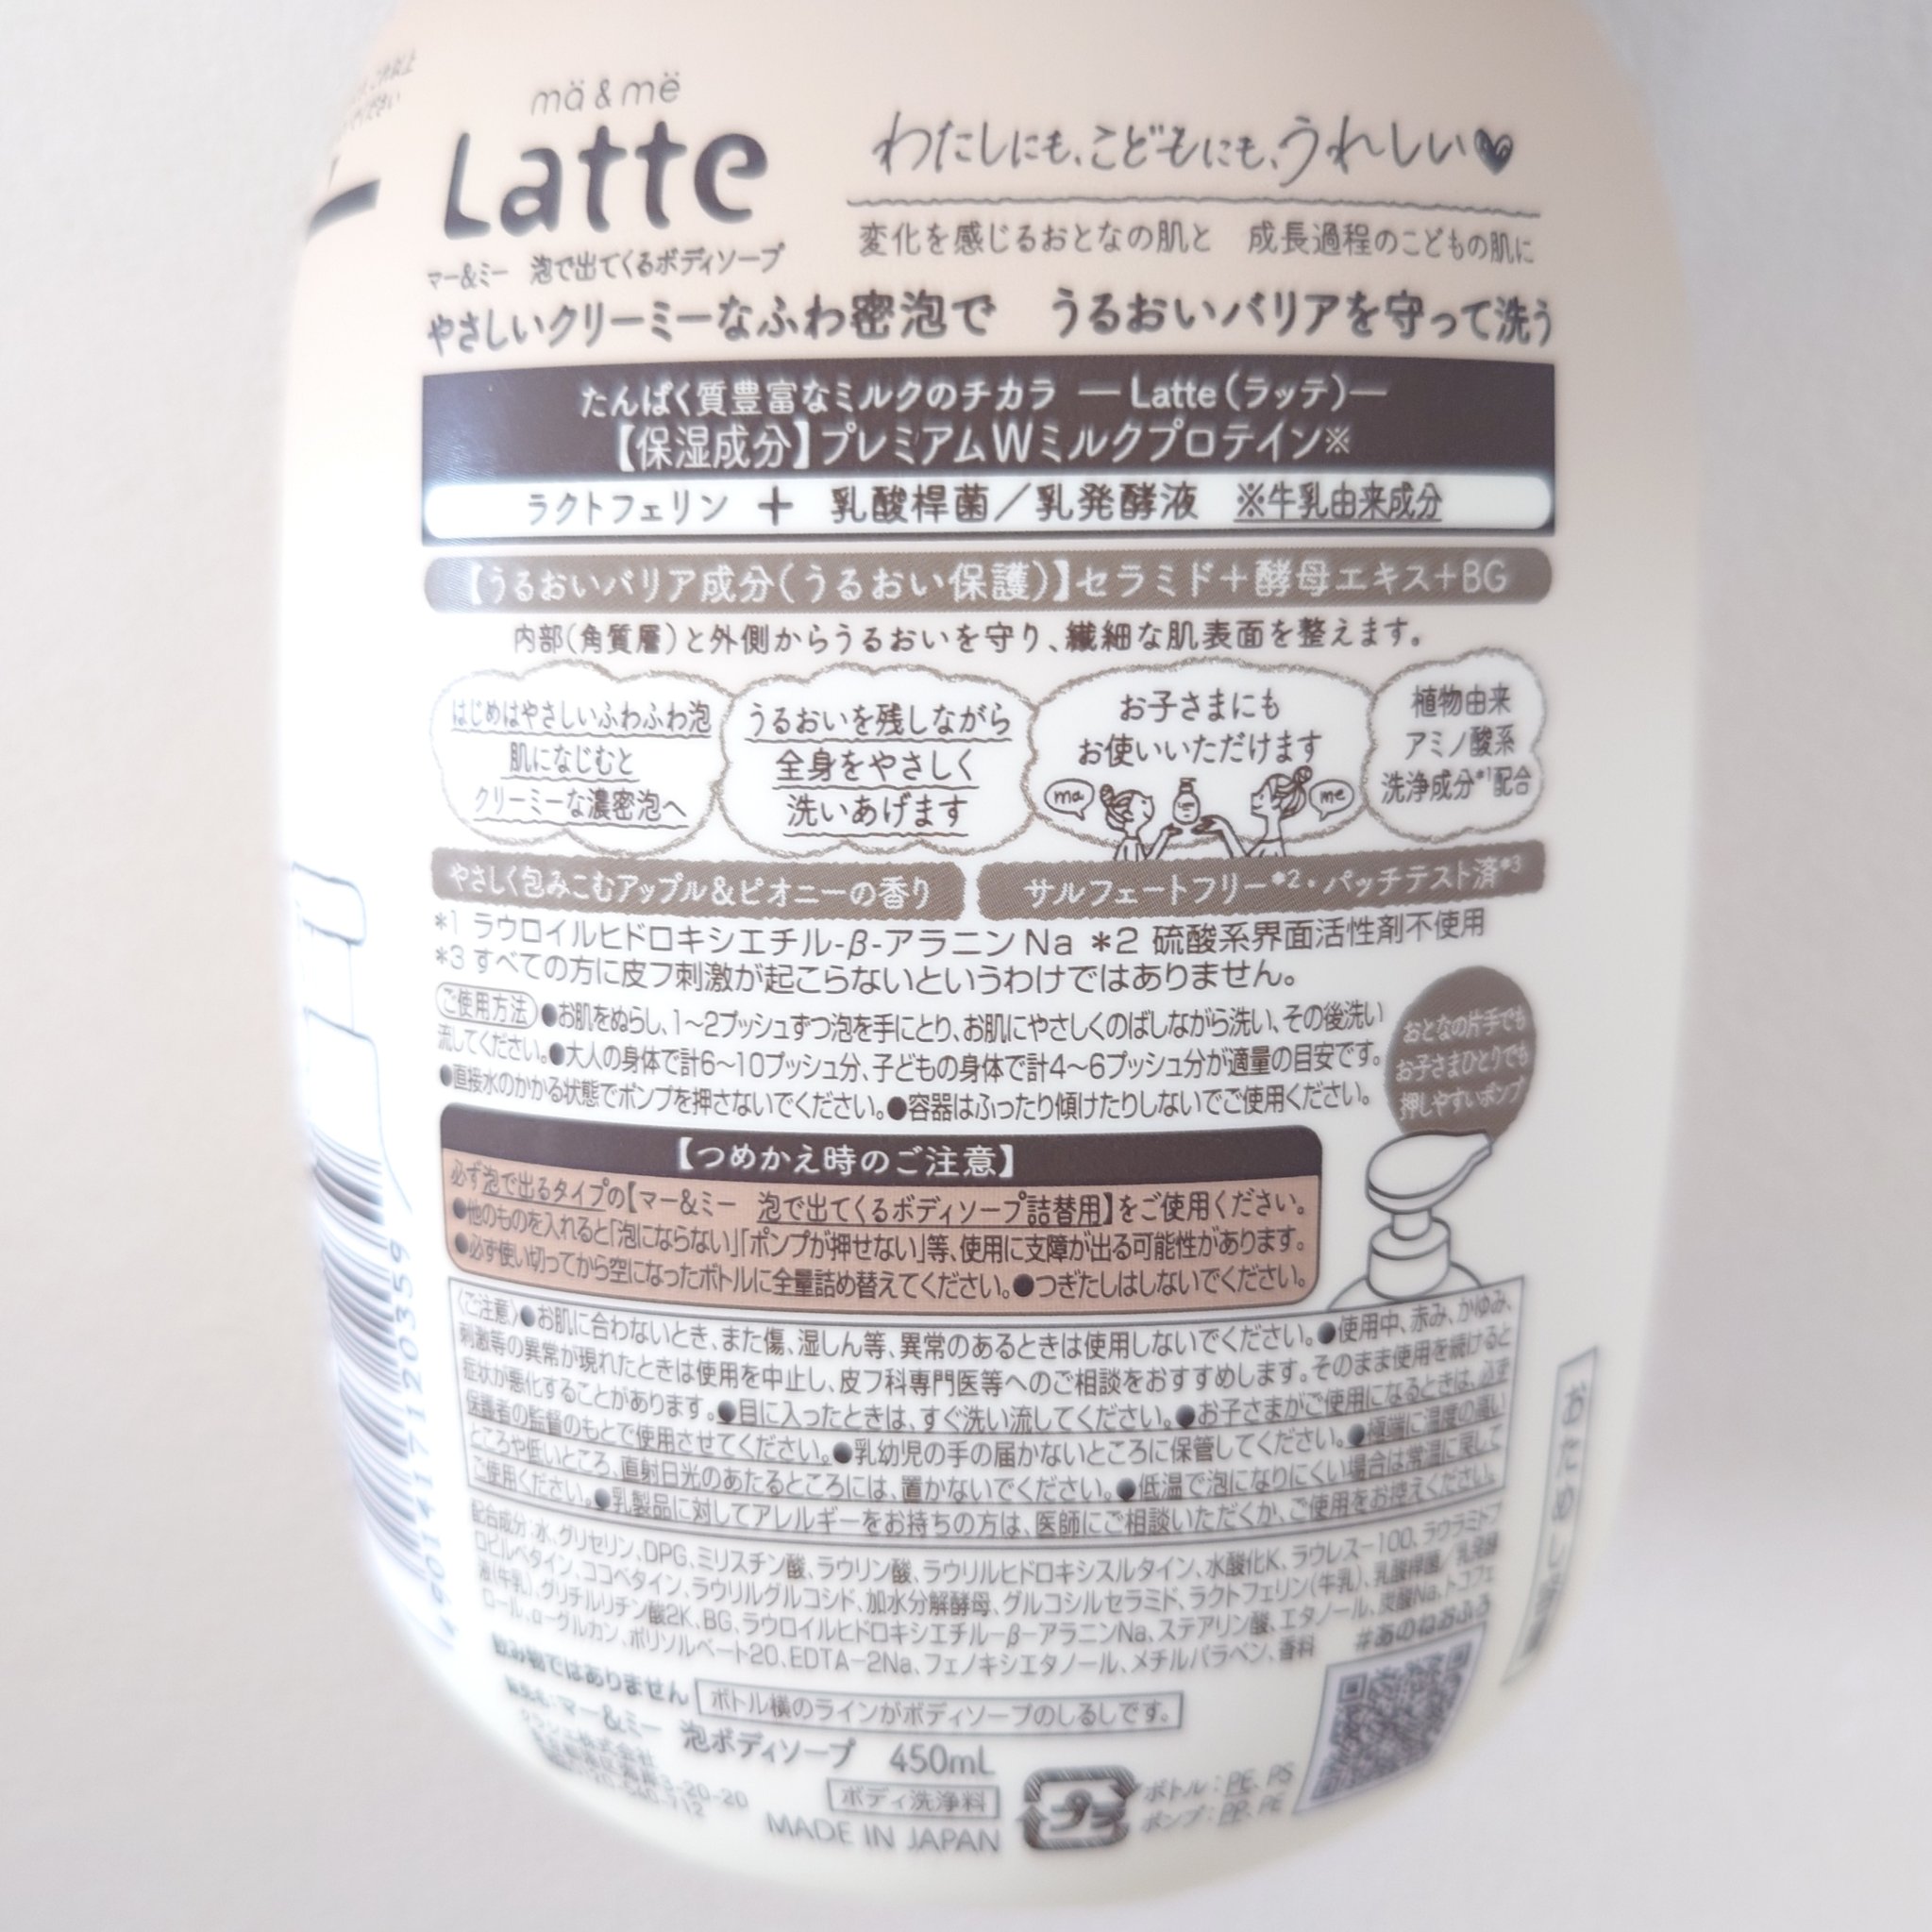 mä & më
Latte
マー&ミー 泡で出てくるボディソープ
わたしにも、こどもにも、うれしい♥
変化を感じるおとなの肌と 成長過程のこどもの肌に
やさしいクリーミーなふわ密泡で うるおいバリアを守って洗う
たんぱく質豊富なミルクのチカラ ―Latte(ラッテ)―
【保湿成分】プレミアムWミルクプロテイン※
ラクトフェリン + 乳酸桿菌/乳発酵液 ※牛乳由来成分
【うるおいバリア成分(うるおい保護)】セラミド+酵母エキス+BG
内部(角質層)と外側からうるおいを守り、繊細な肌表面を整えます。
はじめはやさしいふわふわ泡
肌になじむと
クリーミーな濃密泡へ
うるおいを残しながら
全身をやさしく
洗いあげます
お子さまにも
お使いいただけます
ma
me
植物由来
アミノ酸系
洗浄成分*1配合
やさしく包みこむアップル&ピオニーの香り
サルフェートフリー*2・パッチテスト済*3
*1 ラウロイルヒドロキシエチル-β-アラニンNa *2 硫酸系界面活性剤不使用
*3 すべての方に皮フ刺激が起こらないというわけではありません。
ご使用方法 ●お肌をぬらし、1〜2プッシュずつ泡を手にとり、お肌にやさしくのばしながら洗い、その後洗い
流してください。●大人の身体で計6〜10プッシュ分、子どもの身体で計4〜6プッシュ分が適量の目安です。
●直接水のかかる状態でポンプを押さないでください。●容器はふったり傾けたりしないでご使用ください。
おとなの片手でも
お子さまひとりでも
押しやすいポンプ
【つめかえ時のご注意】
必ず泡で出るタイプの【マー&ミー 泡で出てくるボディソープ詰替用】をご使用ください。
●他のものを入れると「泡にならない」「ポンプが押せない」等、使用に支障が出る可能性があります。
●必ず使い切ってから空になったボトルに全量詰め替えてください。●つぎたしはしないでください。
〈ご注意〉●お肌に合わないとき、また傷、湿しん等、異常のあるときは使用しないでください。●使用中、赤み、かゆみ、
刺激等の異常が現れたときは使用を中止し、皮フ科専門医等へのご相談をおすすめします。そのまま使用を続けると
症状が悪化することがあります。●目に入ったときは、すぐ洗い流してください。●お子さまがご使用になるときは、必ず
保護者の監督のもとで使用させてください。●乳幼児の手の届かないところに保管してください。●極端に温度の高い
ところや低いところ、直射日光のあたるところには、置かないでください。●低温で泡になりにくい場合は常温に戻して
ご使用ください。●乳製品に対してアレルギーをお持ちの方は、医師にご相談いただくか、ご使用をお控えください。
配合成分:水、グリセリン、DPG、ミリスチン酸、ラウリン酸、ラウリルヒドロキシスルタイン、水酸化K、ラウレス-100、ラウラミドプ
ロピルベタイン、ココベタイン、ラウリルグルコシド、加水分解酵母、グルコシルセラミド、ラクトフェリン(牛乳)、乳酸桿菌/乳発酵
液(牛乳)、グリチルリチン酸2K、BG、ラウロイルヒドロキシエチル-β-アラニンNa、ステアリン酸、エタノール、炭酸Na、トコフェ
ロール、α-グルカン、ポリソルベート20、EDTA-2Na、フェノキシエタノール、メチルパラベン、香料
#あのねおふろ
飲み物ではありません
ボトル横のラインがボディソープのしるしです。
販売名:マー&ミー 泡ボディソープ 450mL
クラシエ株式会社
3-20-20
ボディ洗浄料
MADE IN JAPAN
プラ
ボトル:PE、PS
ポンプ:PP、PE
4901417120359